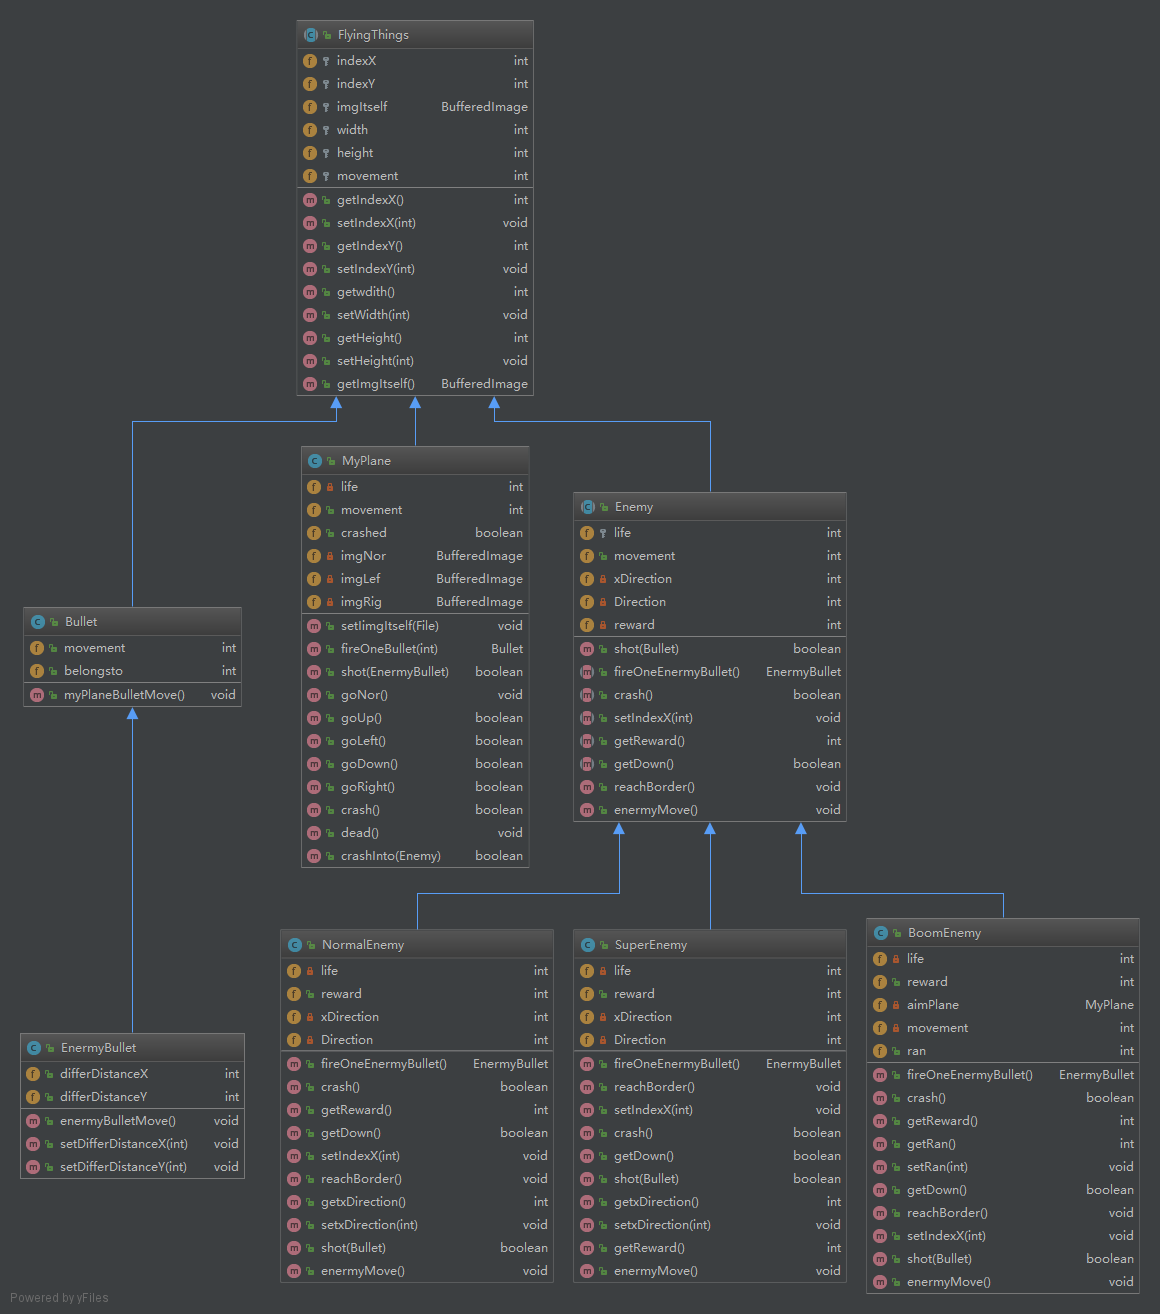 FlyingThings
indexX int
indexY int
imgItself BufferedImage
width int
height int
movement int
getIndexX() int
setIndexX(int) void
getIndexY() int
setIndexY(int) void
getwdith() int
setWidth(int) void
getHeight() int
setHeight(int) void
getImgItself() BufferedImage
MyPlane
life int
movement int
crashed boolean
imgNor BufferedImage
imgLef BufferedImage
imgRig BufferedImage
setIimgItself(File) void
fireOneBullet(int) Bullet
shot(EnermyBullet) boolean
goNor() void
goUp() boolean
goLeft() boolean
goDown() boolean
goRight() boolean
crash() boolean
dead() void
crashInto(Enemy) boolean
Enemy
life int
movement int
xDirection int
Direction int
reward int
shot(Bullet) boolean
fireOneEnermyBullet() EnermyBullet
crash() boolean
setIndexX(int) void
getReward() int
getDown() boolean
reachBorder() void
enermyMove() void
Bullet
movement int
belongsto int
myPlaneBulletMove() void
EnermyBullet
differDistanceX int
differDistanceY int
enermyBulletMove() void
setDifferDistanceX(int) void
setDifferDistanceY(int) void
NormalEnemy
life int
reward int
xDirection int
Direction int
fireOneEnermyBullet() EnermyBullet
crash() boolean
getReward() int
getDown() boolean
setIndexX(int) void
reachBorder() void
getxDirection() int
setxDirection(int) void
shot(Bullet) boolean
enermyMove() void
SuperEnemy
life int
reward int
xDirection int
Direction int
fireOneEnermyBullet() EnermyBullet
reachBorder() void
setIndexX(int) void
crash() boolean
getDown() boolean
shot(Bullet) boolean
getxDirection() int
setxDirection(int) void
getReward() int
enermyMove() void
BoomEnemy
life int
reward int
aimPlane MyPlane
movement int
ran int
fireOneEnermyBullet() EnermyBullet
crash() boolean
getReward() int
getRan() int
setRan(int) void
getDown() boolean
reachBorder() void
setIndexX(int) void
shot(Bullet) boolean
enermyMove() void
Powered by yFiles